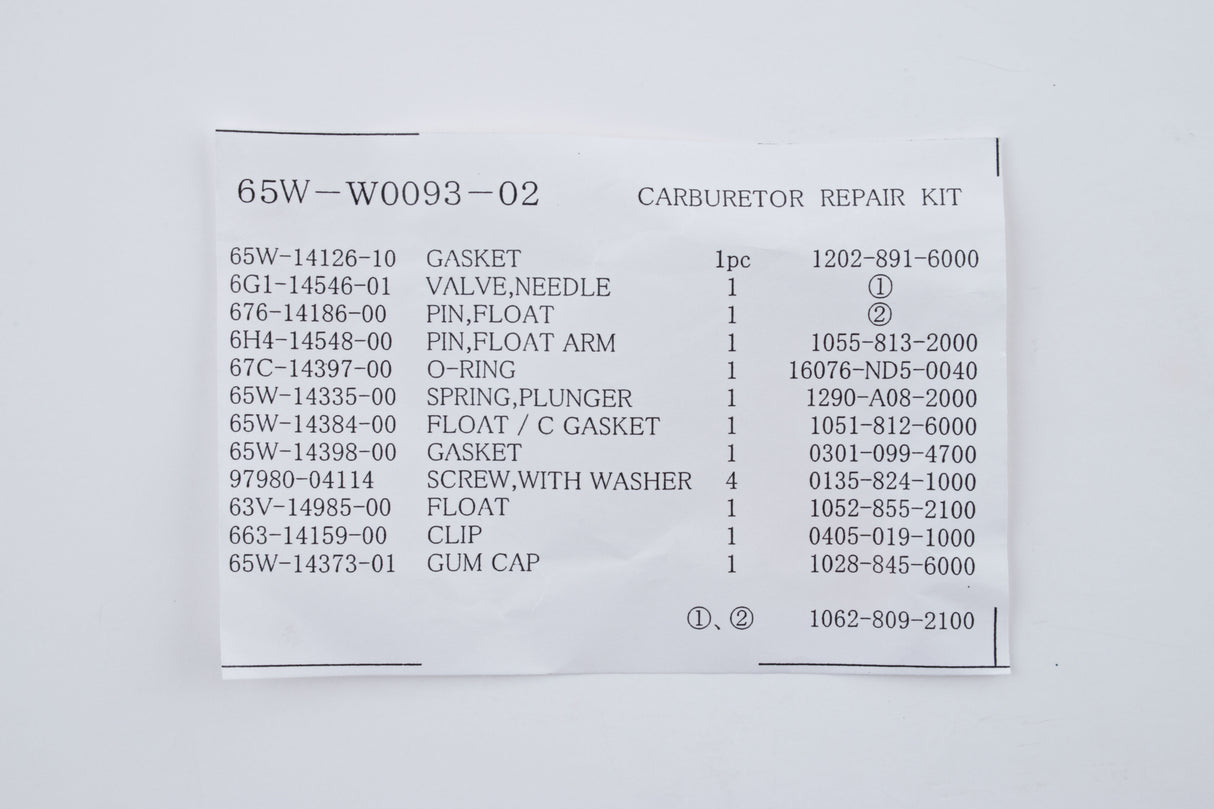 65W-W0093-02 CARBURETOR REPAIR KIT
65W-14126-10 GASKET 1pc 1202-891-6000
6G1-14546-01 VALVE,NEEDLE 1 ①
676-14186-00 PIN,FLOAT 1 ②
6H4-14548-00 PIN,FLOAT ARM 1 1055-813-2000
67C-14397-00 O-RING 1 16076-ND5-0040
65W-14335-00 SPRING,PLUNGER 1 1290-A08-2000
65W-14384-00 FLOAT / C GASKET 1 1051-812-6000
65W-14398-00 GASKET 1 0301-099-4700
97980-04114 SCREW,WITH WASHER 4 0135-824-1000
63V-14985-00 FLOAT 1 1052-855-2100
663-14159-00 CLIP 1 0405-019-1000
65W-14373-01 GUM CAP 1 1028-845-6000
①、② 1062-809-2100